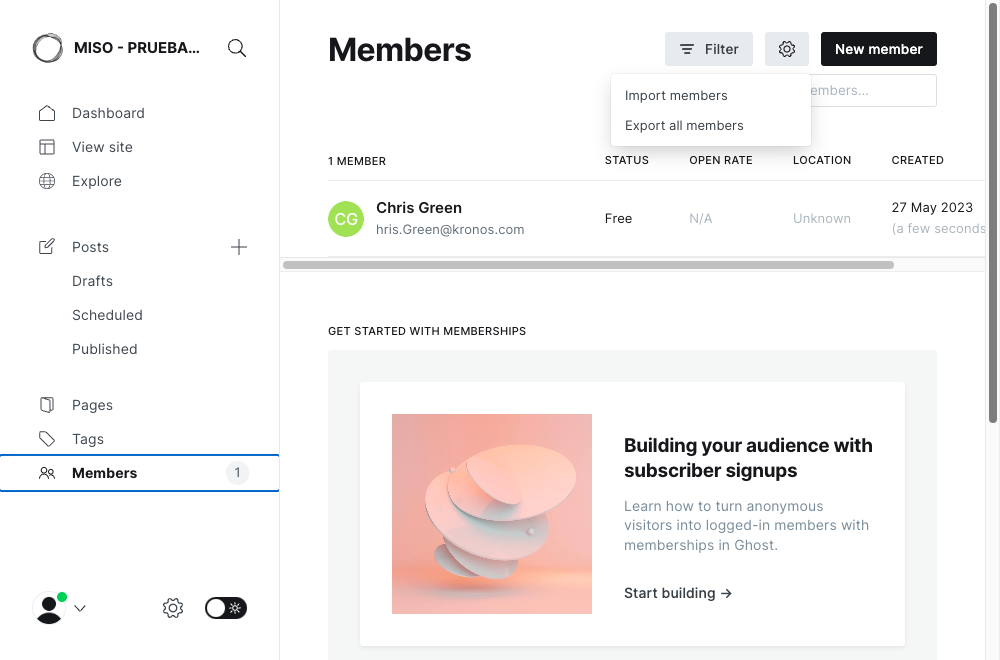 MISO - PRUEBA...
Dashboard
View site
Explore
Posts
Drafts
Scheduled
Published
Pages
Tags
Members
1
Members
Filter
New member
embers...
Import members
Export all members
1 MEMBER STATUS OPEN RATE LOCATION CREATED
CG
Chris Green
hris.Green@kronos.com
Free
N/A
Unknown
27 May 2023
(a few seconds
GET STARTED WITH MEMBERSHIPS
Building your audience with
subscriber signups
Learn how to turn anonymous
visitors into logged-in members with
memberships in Ghost.
Start building →